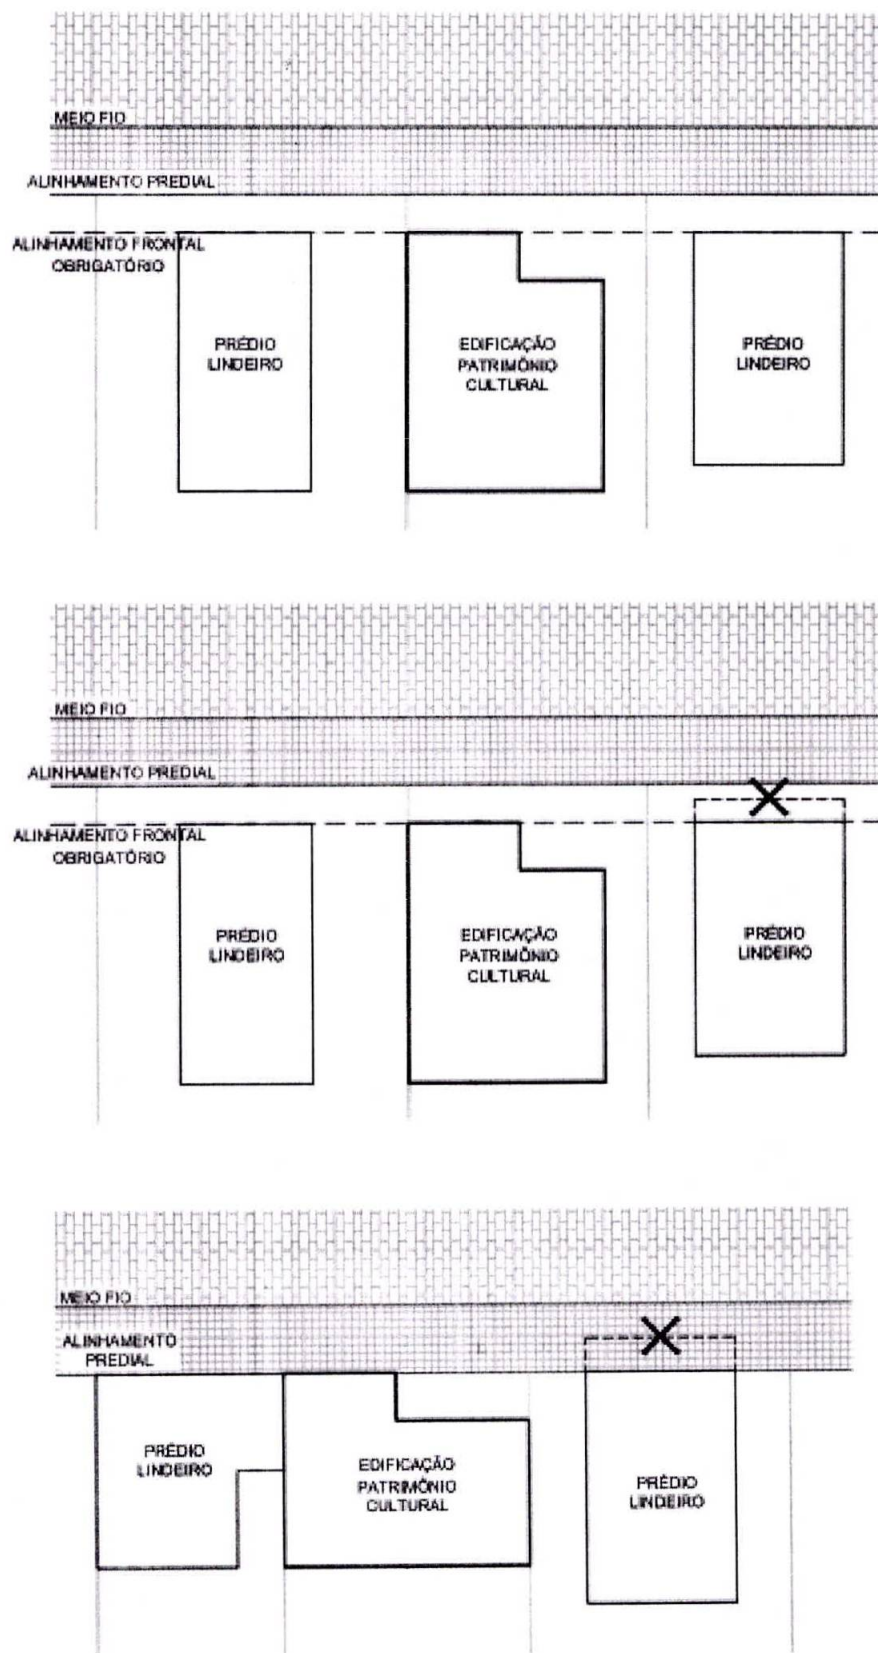 MEIO FIO
ALINHAMENTO PREDIAL
ALINHAMENTO FRONTAL
OBRIGATÓRIO
PRÉDIO
LINDEIRO
EDIFICAÇÃO
PATRIMÔNIO
CULTURAL
PRÉDIO
LINDEIRO
MEIO FIO
ALINHAMENTO PREDIAL
ALINHAMENTO FRONTAL
OBRIGATÓRIO
PRÉDIO
LINDEIRO
EDIFICAÇÃO
PATRIMÔNIO
CULTURAL
PRÉDIO
LINDEIRO
MEIO FIO
ALINHAMENTO
PREDIAL
PRÉDIO
LINDEIRO
EDIFICAÇÃO
PATRIMÔNIO
CULTURAL
PRÉDIO
LINDEIRO